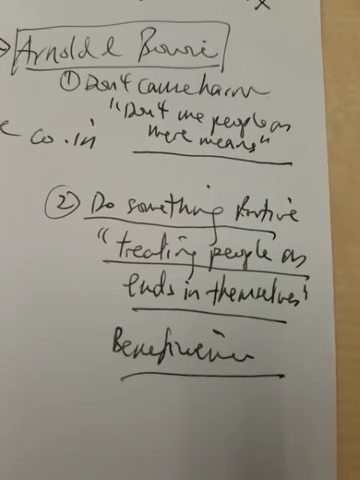 x
Arnold & Bowie
① Don't cause harm
"Don't use people as
mere means"
e co.in
② Do something Positive
"treating people as
ends in themselves"
Beneficence